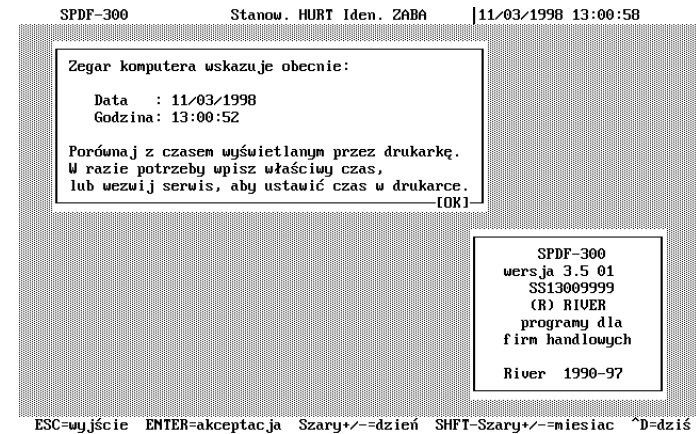 SPDF-300 Stanow. HURT Iden. ZABA 11/03/1998 13:00:58
Zegar komputera wskazuje obecnie:
Data : 11/03/1998
Godzina: 13:00:52
Porównaj z czasem wyświetlanym przez drukarkę.
W razie potrzeby wpisz właściwy czas,
lub wezwij serwis, aby ustawić czas w drukarce.
[OK]
SPDF-300
wersja 3.5 01
SS13009999
(R) RIVER
programy dla
firm handlowych
River 1990-97
ESC=wyjście ENTER=akceptacja Szary+/-=dzień SHFT-Szary+/-=miesiac ^D=dziś